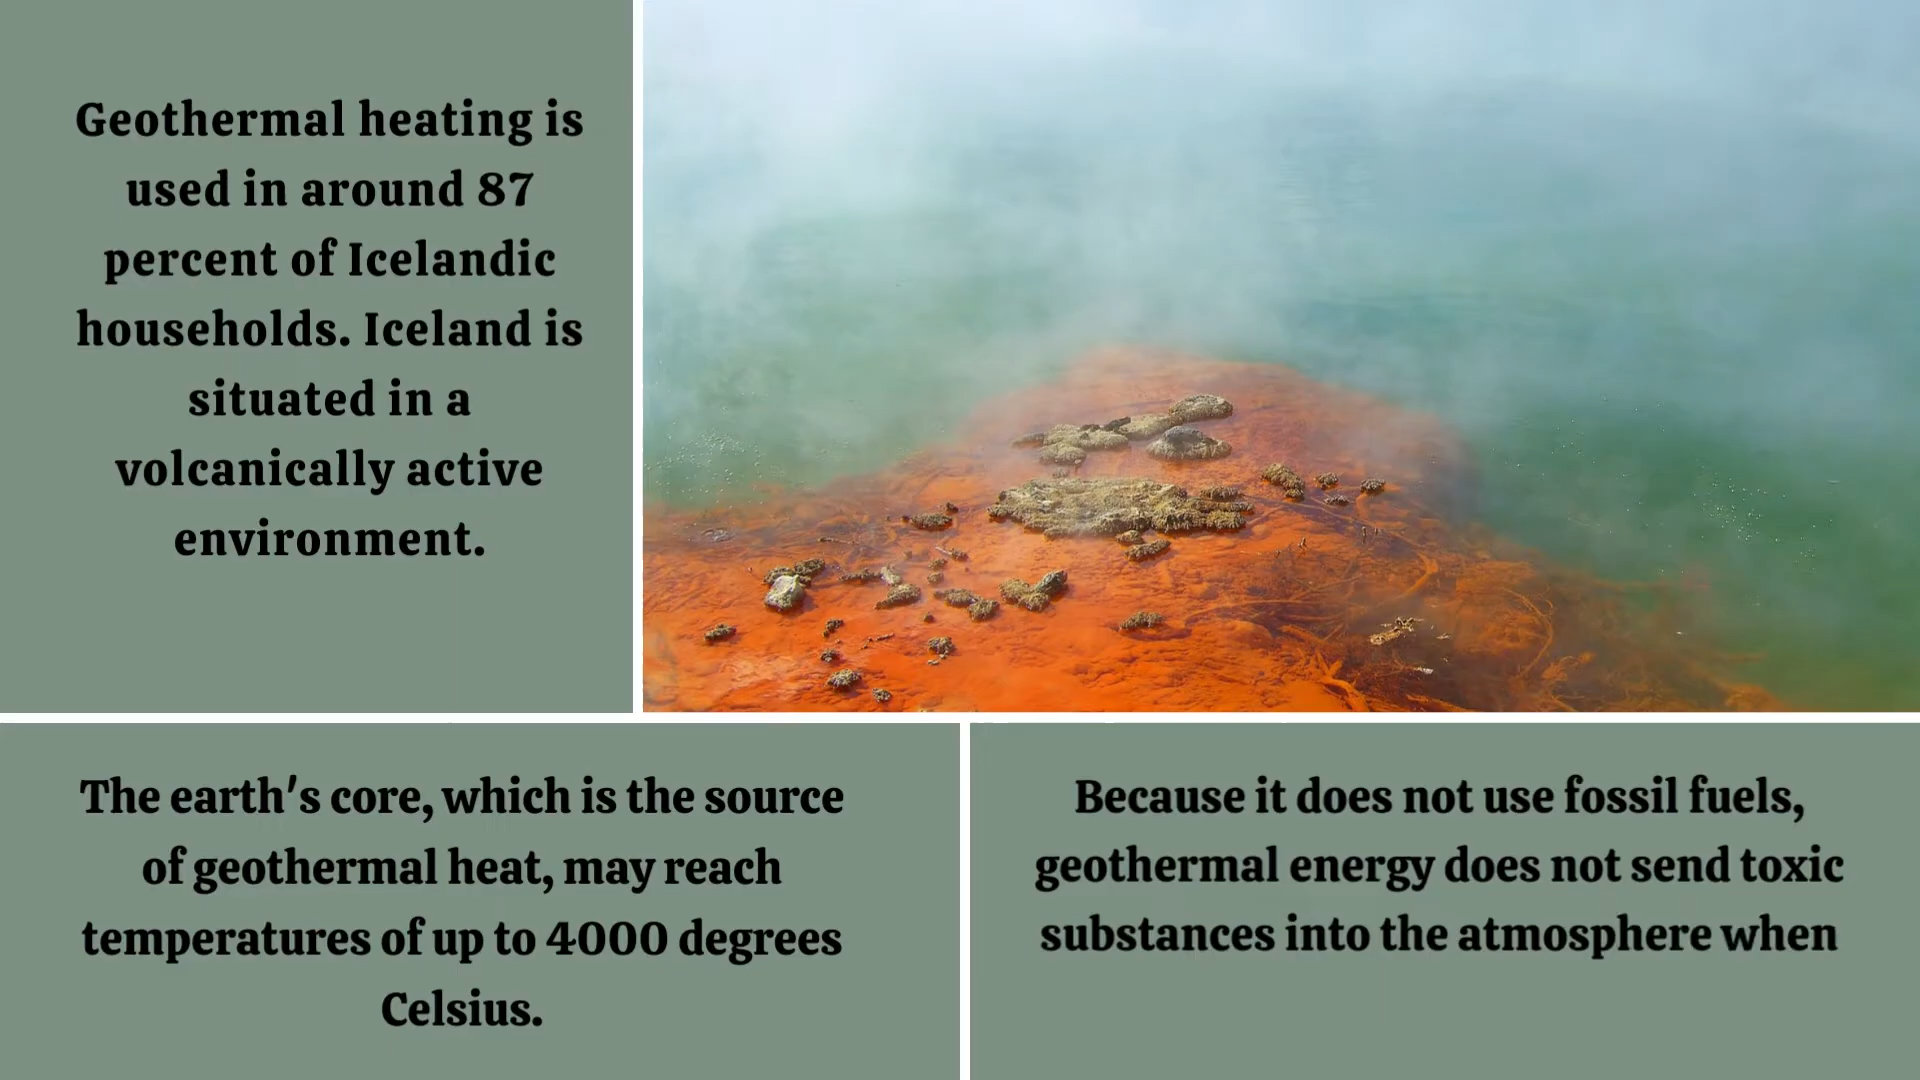 Geothermal heating is
used in around 87
percent of Icelandic
households. Iceland is
situated in a
volcanically active
environment.
The earth's core, which is the source
of geothermal heat, may reach
temperatures of up to 4000 degrees
Celsius.
Because it does not use fossil fuels,
geothermal energy does not send toxic
substances into the atmosphere when